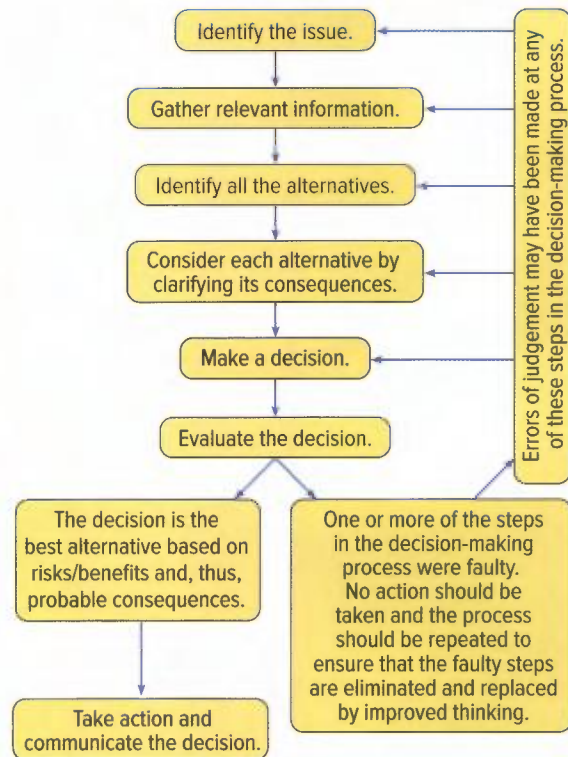 Identify the issue.
Gather relevant information.
Identify all the alternatives.
Consider each alternative by
clarifying its consequences.
Make a decision.
Evaluate the decision.
The decision is the
best alternative based on
risks/benefits and, thus,
probable consequences.
Take action and
communicate the decision.
One or more of the steps
in the decision-making
process were faulty.
No action should be
taken and the process
should be repeated to
ensure that the faulty steps
are eliminated and replaced
by improved thinking.
Errors of judgement may have been made at any
of these steps in the decision-making process.